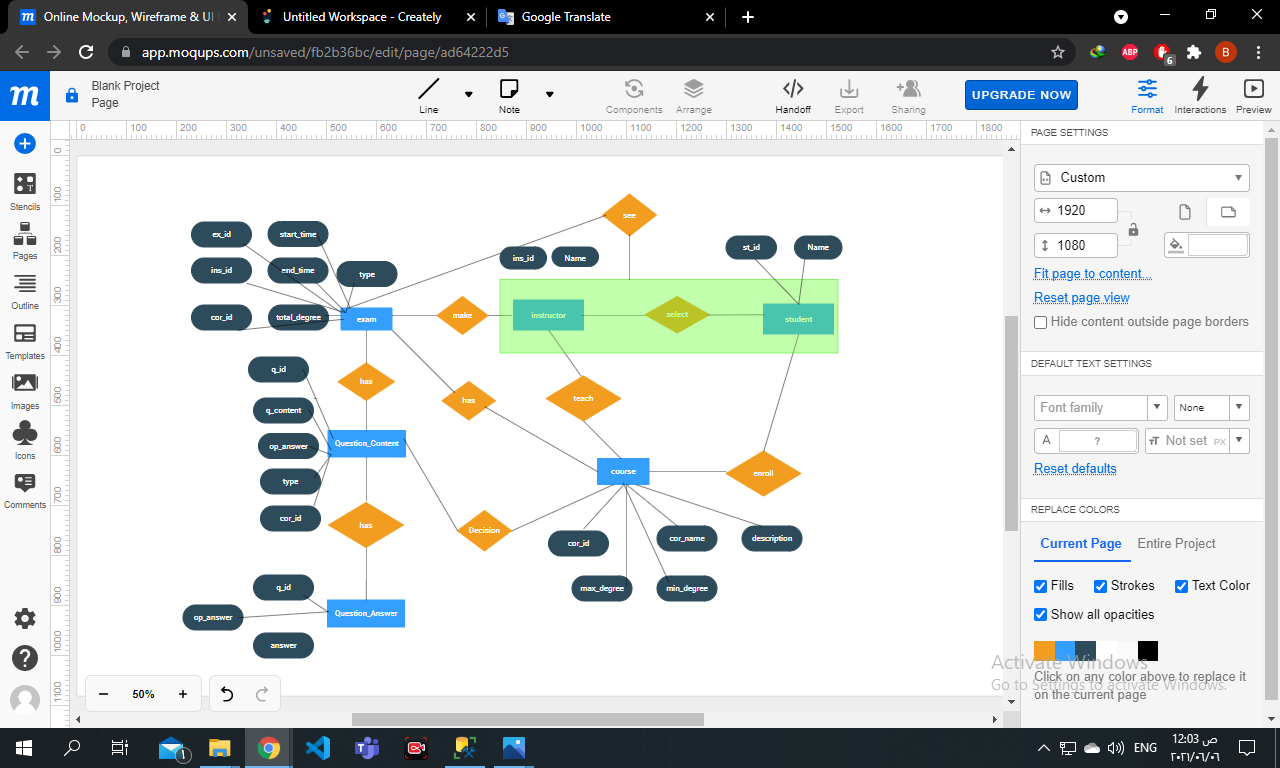 Online Mockup, Wireframe & UI
Untitled Workspace - Creately
Google Translate
app.moqups.com/unsaved/fb2b36bc/edit/page/ad64222d5
ABP
6
B
m
Blank Project
Page
Line
Note
Components
Arrange
Handoff
Export
Sharing
UPGRADE NOW
Format
Interactions
Preview
0 100 200 300 400 500 600 700 800 900 1000 1100 1200 1300 1400 1500 1600 1700 1800
0
100
200
300
400
500
600
700
800
900
1000
1100
Stencils
Pages
Outline
Templates
Images
Icons
Comments
see
ex_id
start_time
ins_id
end_time
type
cor_id
total_degree
exam
make
ins_id
Name
instructor
select
st_id
Name
student
has
has
teach
q_id
q_content
op_answer
type
cor_id
Question_Content
course
enroll
has
Decision
cor_id
cor_name
description
max_degree
min_degree
q_id
op_answer
answer
Question_Answer
50%
PAGE SETTINGS
Custom
1920
1080
Fit page to content
Reset page view
Hide content outside page borders
DEFAULT TEXT SETTINGS
Font family
None
A
?
Not set PX
Reset defaults
REPLACE COLORS
Current Page
Entire Project
Fills
Strokes
Text Color
Show all opacities
Click on any color above to replace it
on the current page
Activate Windows
Go to Settings to activate Windows.
1
ENG
12:03 ص
٢٠٢١/٠٦/٠٦